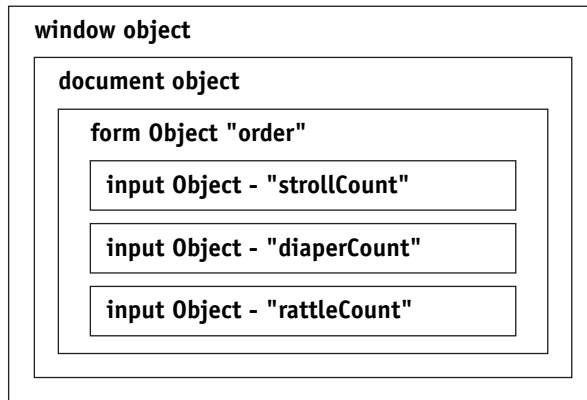 window object
document object
form Object "order"
input Object - "strollCount"
input Object - "diaperCount"
input Object - "rattleCount"